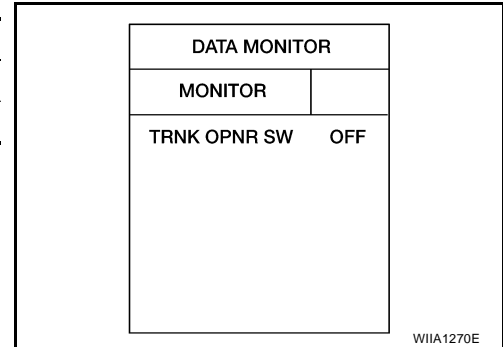 DATA MONITOR
MONITOR
TRNK OPNR SW OFF
WIIA1270E